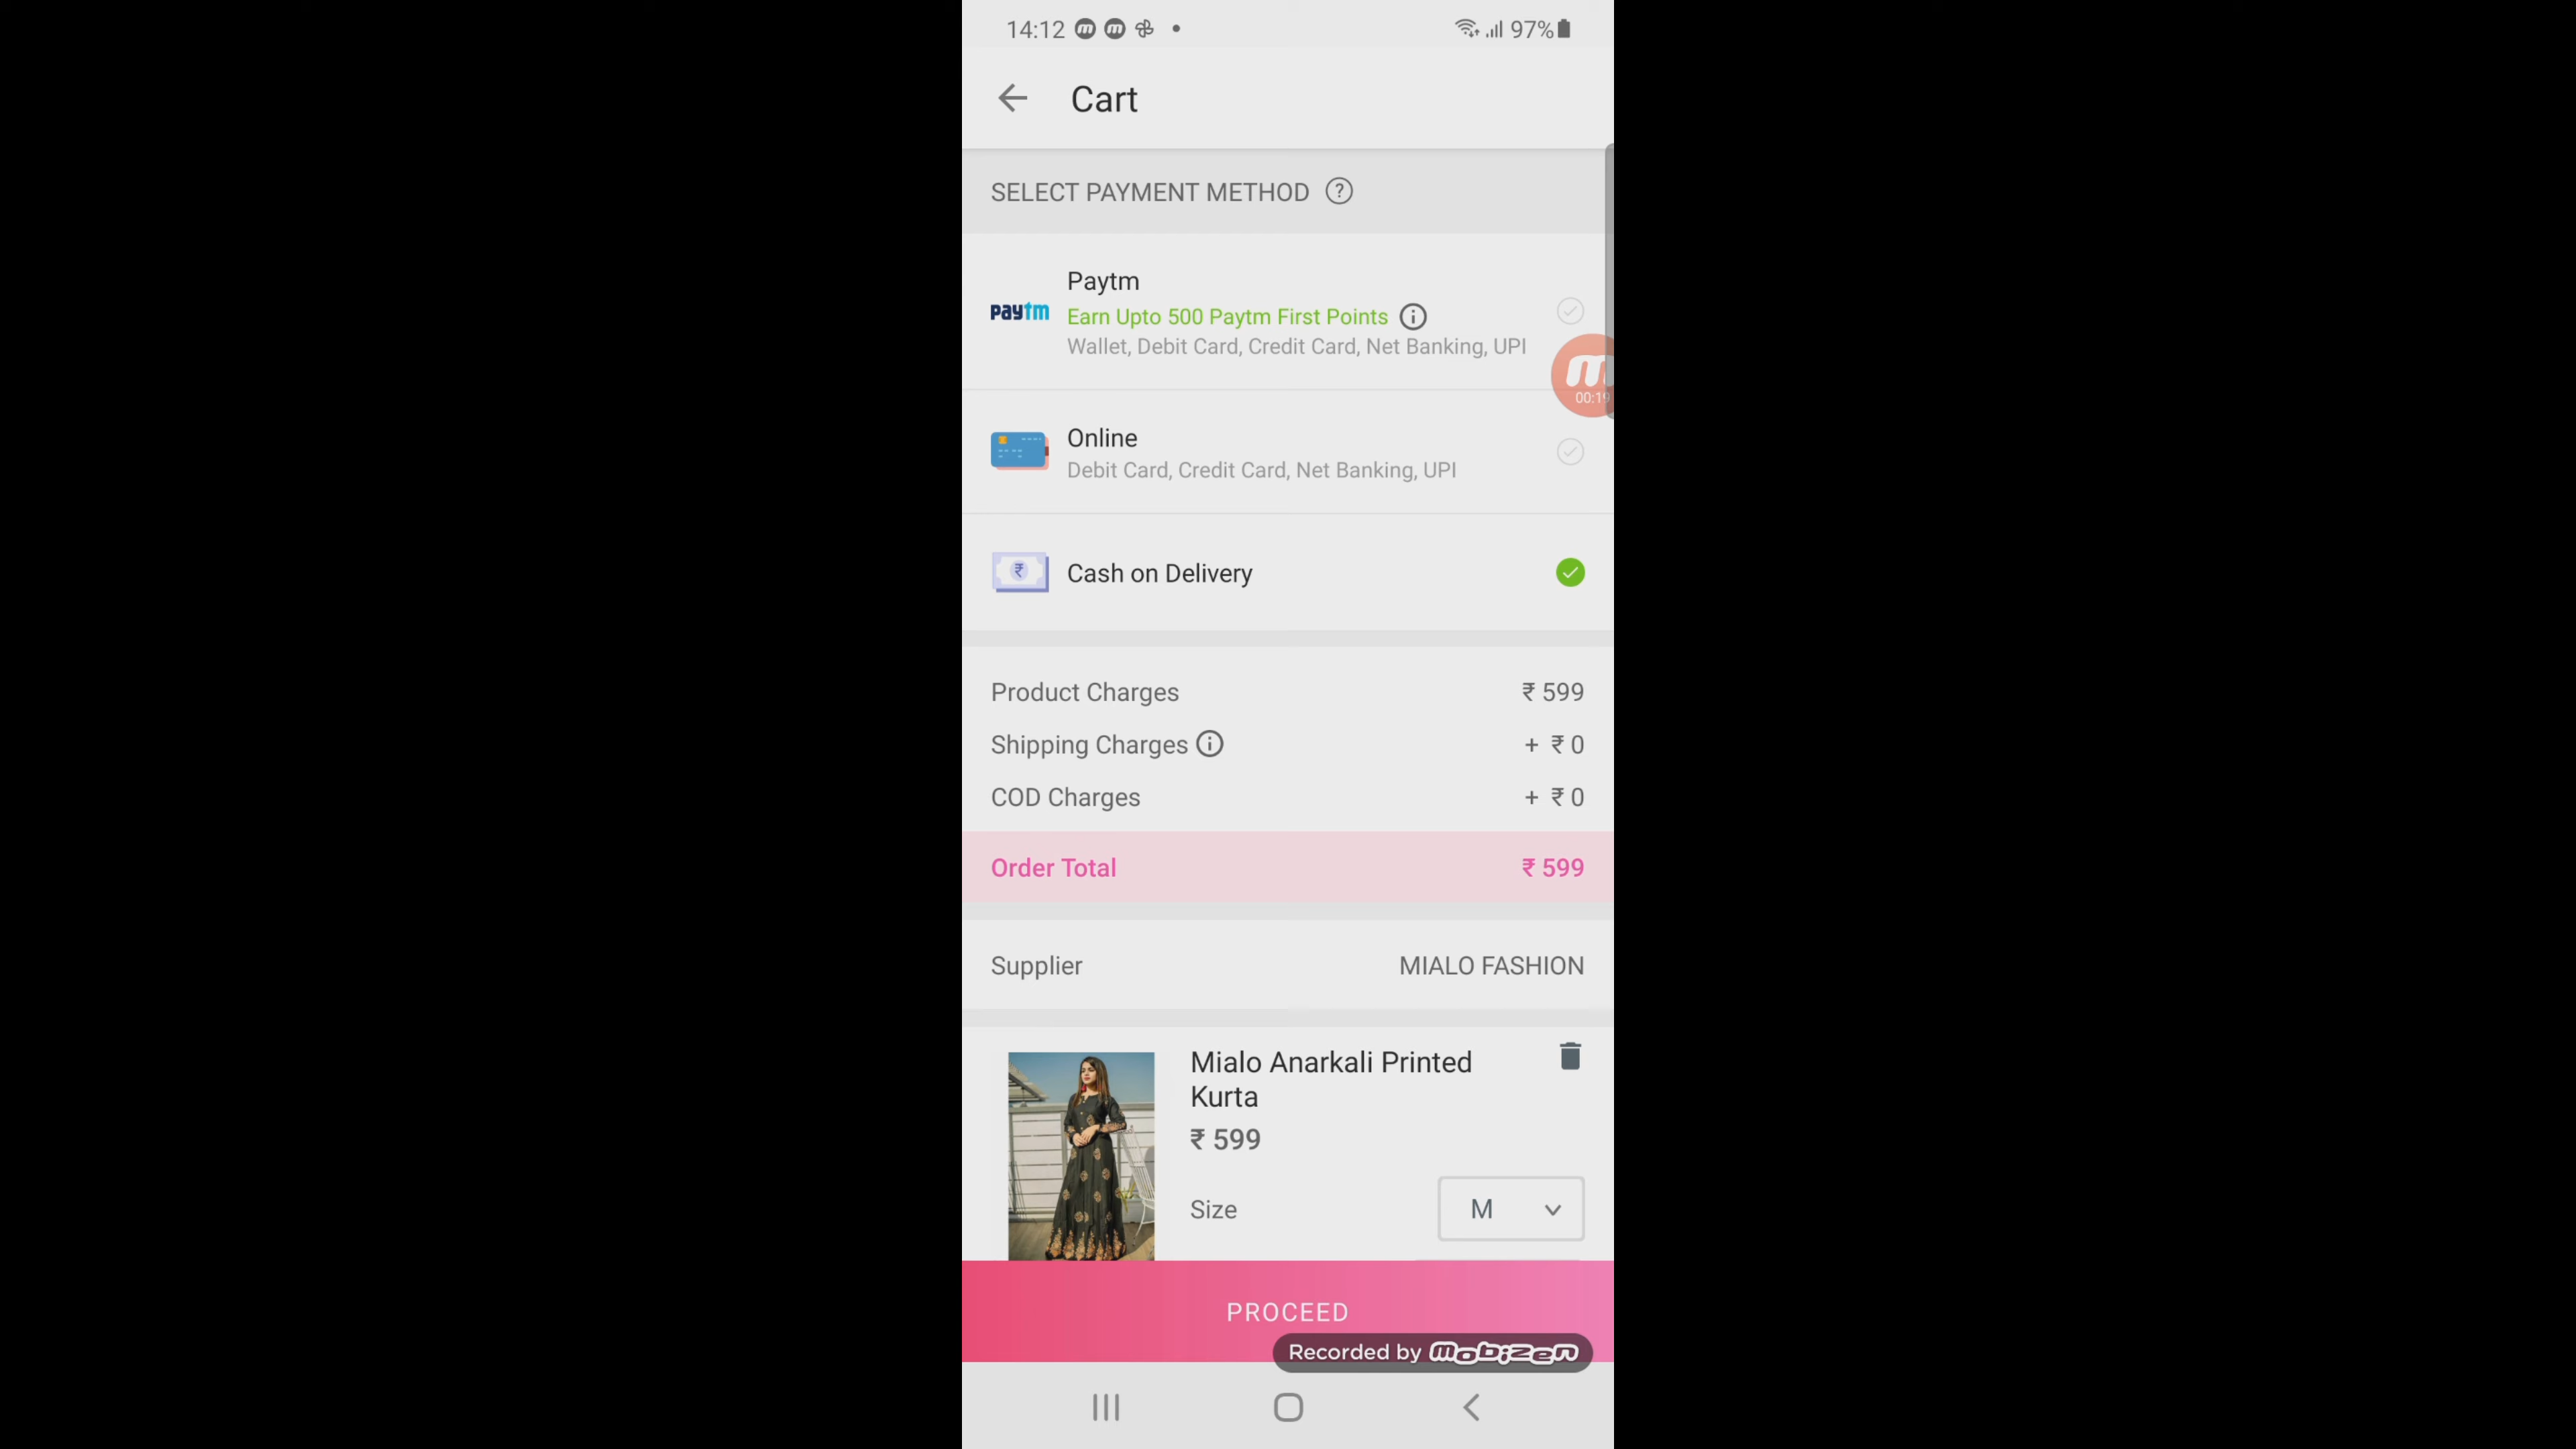 14:12
97%
Cart
SELECT PAYMENT METHOD ?
Paytm
paytm
Earn Upto 500 Paytm First Points
Wallet, Debit Card, Credit Card, Net Banking, UPI
00:19
Online
Debit Card, Credit Card, Net Banking, UPI
₹
Cash on Delivery
Product Charges ₹ 599
Shipping Charges + ₹ 0
COD Charges + ₹ 0
Order Total ₹ 599
Supplier MIALO FASHION
Mialo Anarkali Printed
Kurta
₹ 599
Size M
PROCEED
Recorded by mobizen